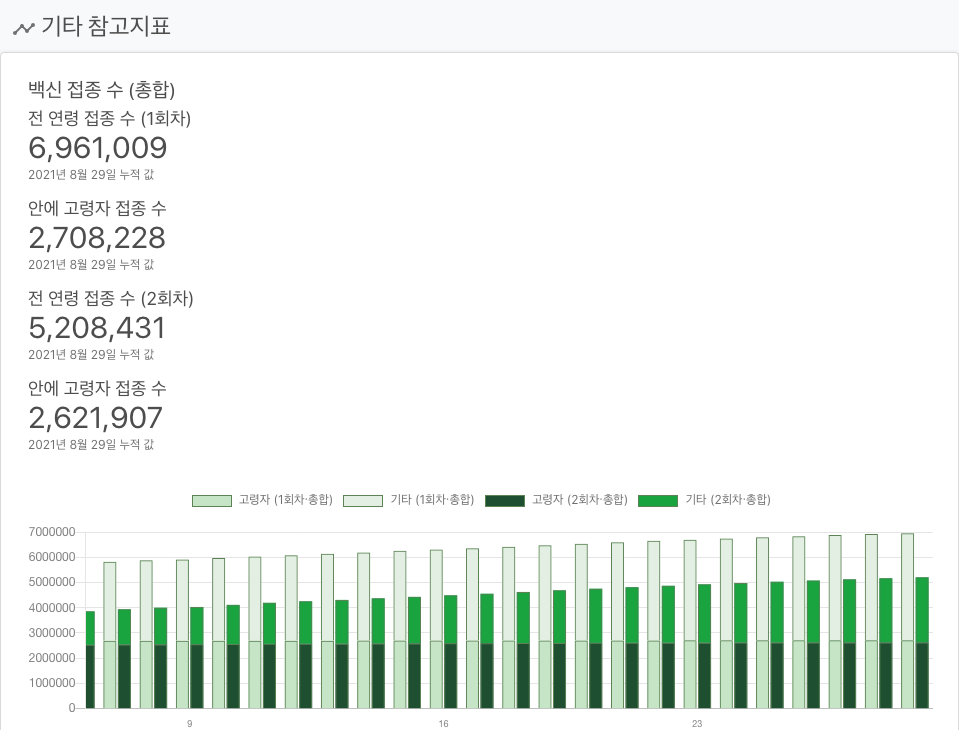 기타 참고지표
백신 접종 수 (총합)
전 연령 접종 수 (1회차)
6,961,009
2021년 8월 29일 누적 값
안에 고령자 접종 수
2,708,228
2021년 8월 29일 누적 값
전 연령 접종 수 (2회차)
5,208,431
2021년 8월 29일 누적 값
안에 고령자 접종 수
2,621,907
2021년 8월 29일 누적 값
고령자 (1회차·총합) 기타 (1회차·총합) 고령자 (2회차·총합) 기타 (2회차·총합)
7000000
6000000
5000000
4000000
3000000
2000000
1000000
0
9 16 23